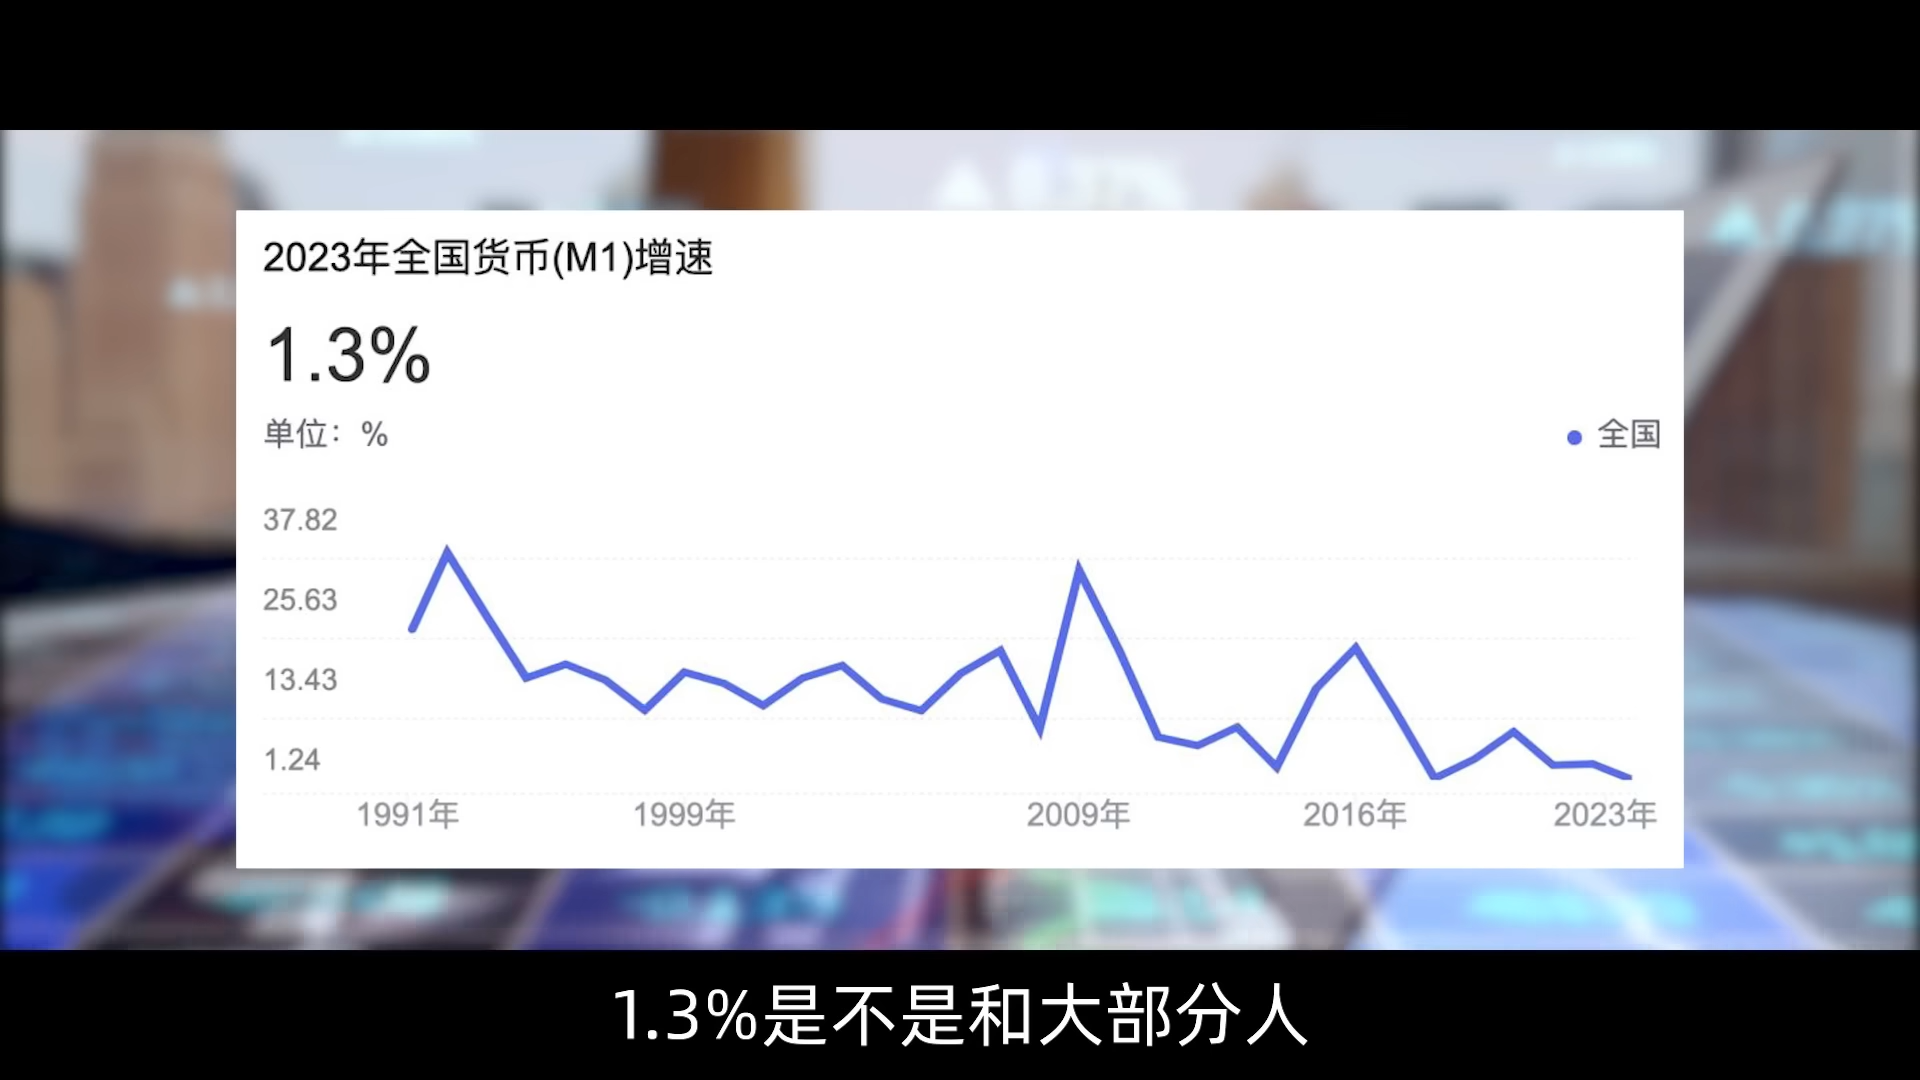 2023年全国货币(M1)增速
1.3%
单位：%
全国
37.82
25.63
13.43
1.24
1991年
1999年
2009年
2016年
2023年
1.3%是不是和大部分人